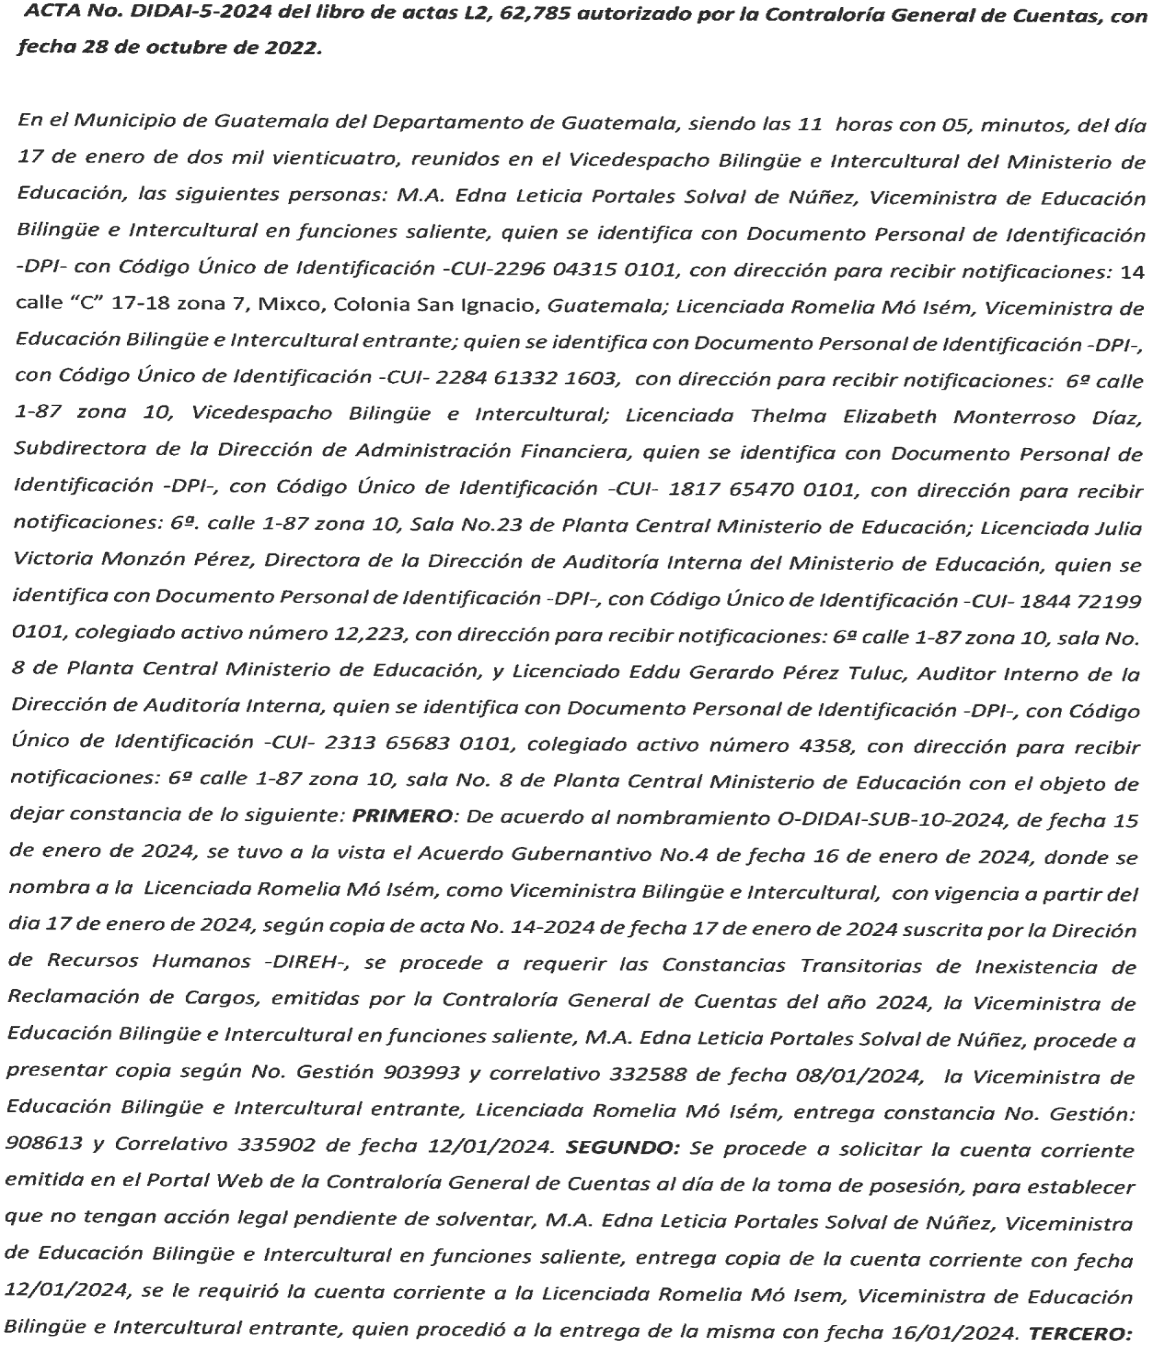 ACTA No. DIDAI-5-2024 del libro de actas L2, 62,785 autorizado por la Contraloría General de Cuentas, con
fecha 28 de octubre de 2022.
En el Municipio de Guatemala del Departamento de Guatemala, siendo las 11 horas con 05, minutos, del día
17 de enero de dos mil vienticuatro, reunidos en el Vicedespacho Bilingüe e Intercultural del Ministerio de
Educación, las siguientes personas: M.A. Edna Leticia Portales Solval de Núñez, Viceministra de Educación
Bilingüe e Intercultural en funciones saliente, quien se identifica con Documento Personal de Identificación
-DPI- con Código Único de Identificación -CUI-2296 04315 0101, con dirección para recibir notificaciones: 14
calle “C” 17-18 zona 7, Mixco, Colonia San Ignacio, Guatemala; Licenciada Romelia Mó Isém, Viceministra de
Educación Bilingüe e Intercultural entrante; quien se identifica con Documento Personal de Identificación -DPI-,
con Código Único de Identificación -CUI- 2284 61332 1603, con dirección para recibir notificaciones: 6ª calle
1-87 zona 10, Vicedespacho Bilingüe e Intercultural; Licenciada Thelma Elizabeth Monterroso Díaz,
Subdirectora de la Dirección de Administración Financiera, quien se identifica con Documento Personal de
Identificación -DPI-, con Código Único de Identificación -CUI- 1817 65470 0101, con dirección para recibir
notificaciones: 6ª. calle 1-87 zona 10, Sala No.23 de Planta Central Ministerio de Educación; Licenciada Julia
Victoria Monzón Pérez, Directora de la Dirección de Auditoría Interna del Ministerio de Educación, quien se
identifica con Documento Personal de Identificación -DPI-, con Código Único de Identificación -CUI- 1844 72199
0101, colegiado activo número 12,223, con dirección para recibir notificaciones: 6ª calle 1-87 zona 10, sala No.
8 de Planta Central Ministerio de Educación, y Licenciado Eddu Gerardo Pérez Tuluc, Auditor Interno de la
Dirección de Auditoría Interna, quien se identifica con Documento Personal de Identificación -DPI-, con Código
Único de Identificación -CUI- 2313 65683 0101, colegiado activo número 4358, con dirección para recibir
notificaciones: 6ª calle 1-87 zona 10, sala No. 8 de Planta Central Ministerio de Educación con el objeto de
dejar constancia de lo siguiente: PRIMERO: De acuerdo al nombramiento O-DIDAI-SUB-10-2024, de fecha 15
de enero de 2024, se tuvo a la vista el Acuerdo Gubernantivo No.4 de fecha 16 de enero de 2024, donde se
nombra a la Licenciada Romelia Mó Isém, como Viceministra Bilingüe e Intercultural, con vigencia a partir del
dia 17 de enero de 2024, según copia de acta No. 14-2024 de fecha 17 de enero de 2024 suscrita por la Direción
de Recursos Humanos -DIREH-, se procede a requerir las Constancias Transitorias de Inexistencia de
Reclamación de Cargos, emitidas por la Contraloría General de Cuentas del año 2024, la Viceministra de
Educación Bilingüe e Intercultural en funciones saliente, M.A. Edna Leticia Portales Solval de Núñez, procede a
presentar copia según No. Gestión 903993 y correlativo 332588 de fecha 08/01/2024, la Viceministra de
Educación Bilingüe e Intercultural entrante, Licenciada Romelia Mó Isém, entrega constancia No. Gestión:
908613 y Correlativo 335902 de fecha 12/01/2024. SEGUNDO: Se procede a solicitar la cuenta corriente
emitida en el Portal Web de la Contraloría General de Cuentas al día de la toma de posesión, para establecer
que no tengan acción legal pendiente de solventar, M.A. Edna Leticia Portales Solval de Núñez, Viceministra
de Educación Bilingüe e Intercultural en funciones saliente, entrega copia de la cuenta corriente con fecha
12/01/2024, se le requirió la cuenta corriente a la Licenciada Romelia Mó Isem, Viceministra de Educación
Bilingüe e Intercultural entrante, quien procedió a la entrega de la misma con fecha 16/01/2024. TERCERO: